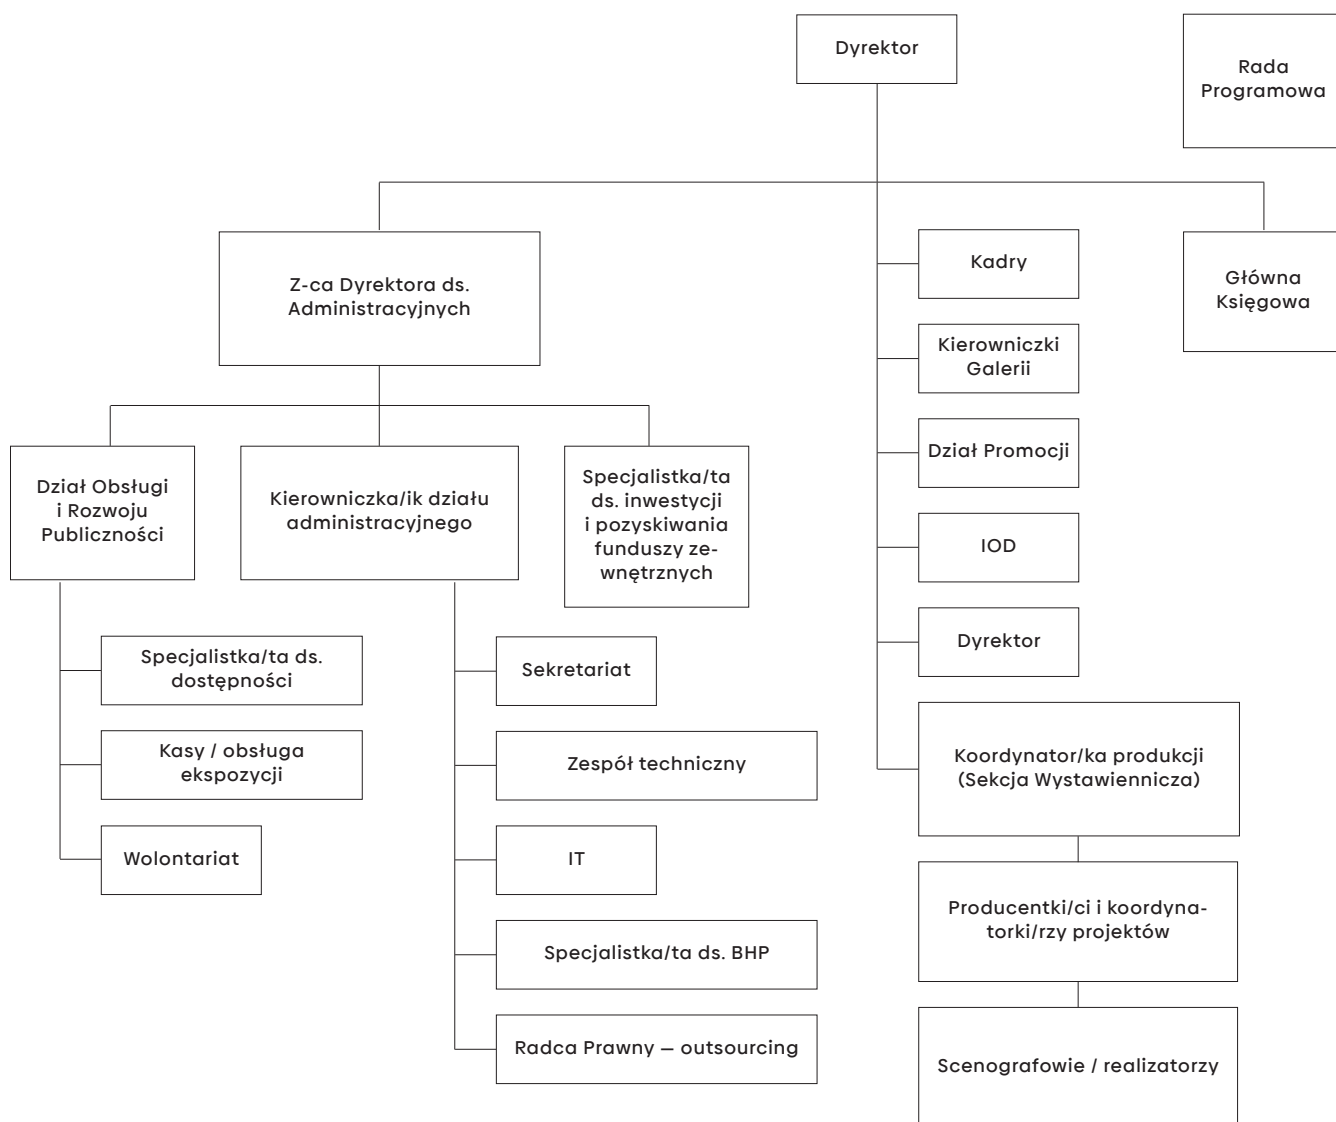 Dyrektor
Rada
Programowa
Z-ca Dyrektora ds.
Administracyjnych
Kadry
Główna
Księgowa
Kierowniczki
Galerii
Dział Promocji
IOD
Dyrektor
Dział Obsługi
i Rozwoju
Publiczności
Kierowniczka/ik działu
administracyjnego
Specjalistka/ta
ds. inwestycji
i pozyskiwania
funduszy ze-
wnętrznych
Specjalistka/ta ds.
dostępności
Kasy / obsługa
ekspozycji
Wolontariat
Sekretariat
Zespół techniczny
IT
Specjalistka/ta ds. BHP
Radca Prawny — outsourcing
Koordynator/ka produkcji
(Sekcja Wystawiennicza)
Producentki/ci i koordyna-
torki/rzy projektów
Scenografowie / realizatorzy